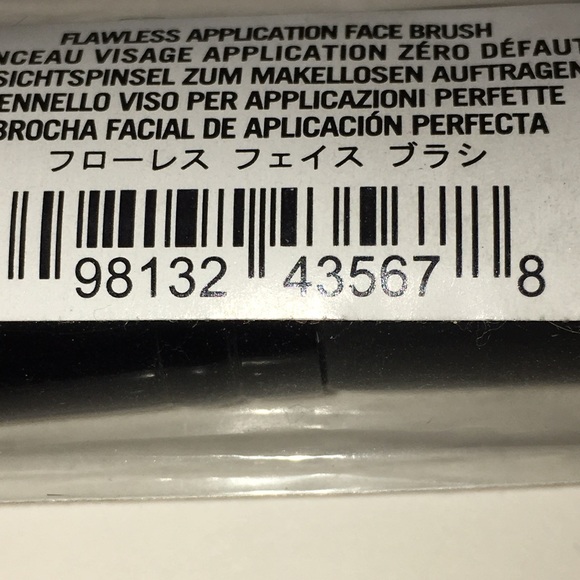 FLAWLESS APPLICATION FACE BRUSH
NCEAU VISAGE APPLICATION ZÉRO DÉFAUT
SICHTSPINSEL ZUM MAKELLOSEN AUFTRAGEN
ENNELLO VISO PER APPLICAZIONI PERFETTE
BROCHA FACIAL DE APLICACIÓN PERFECTA
フローレス フェイス ブラシ
98132 43567 8